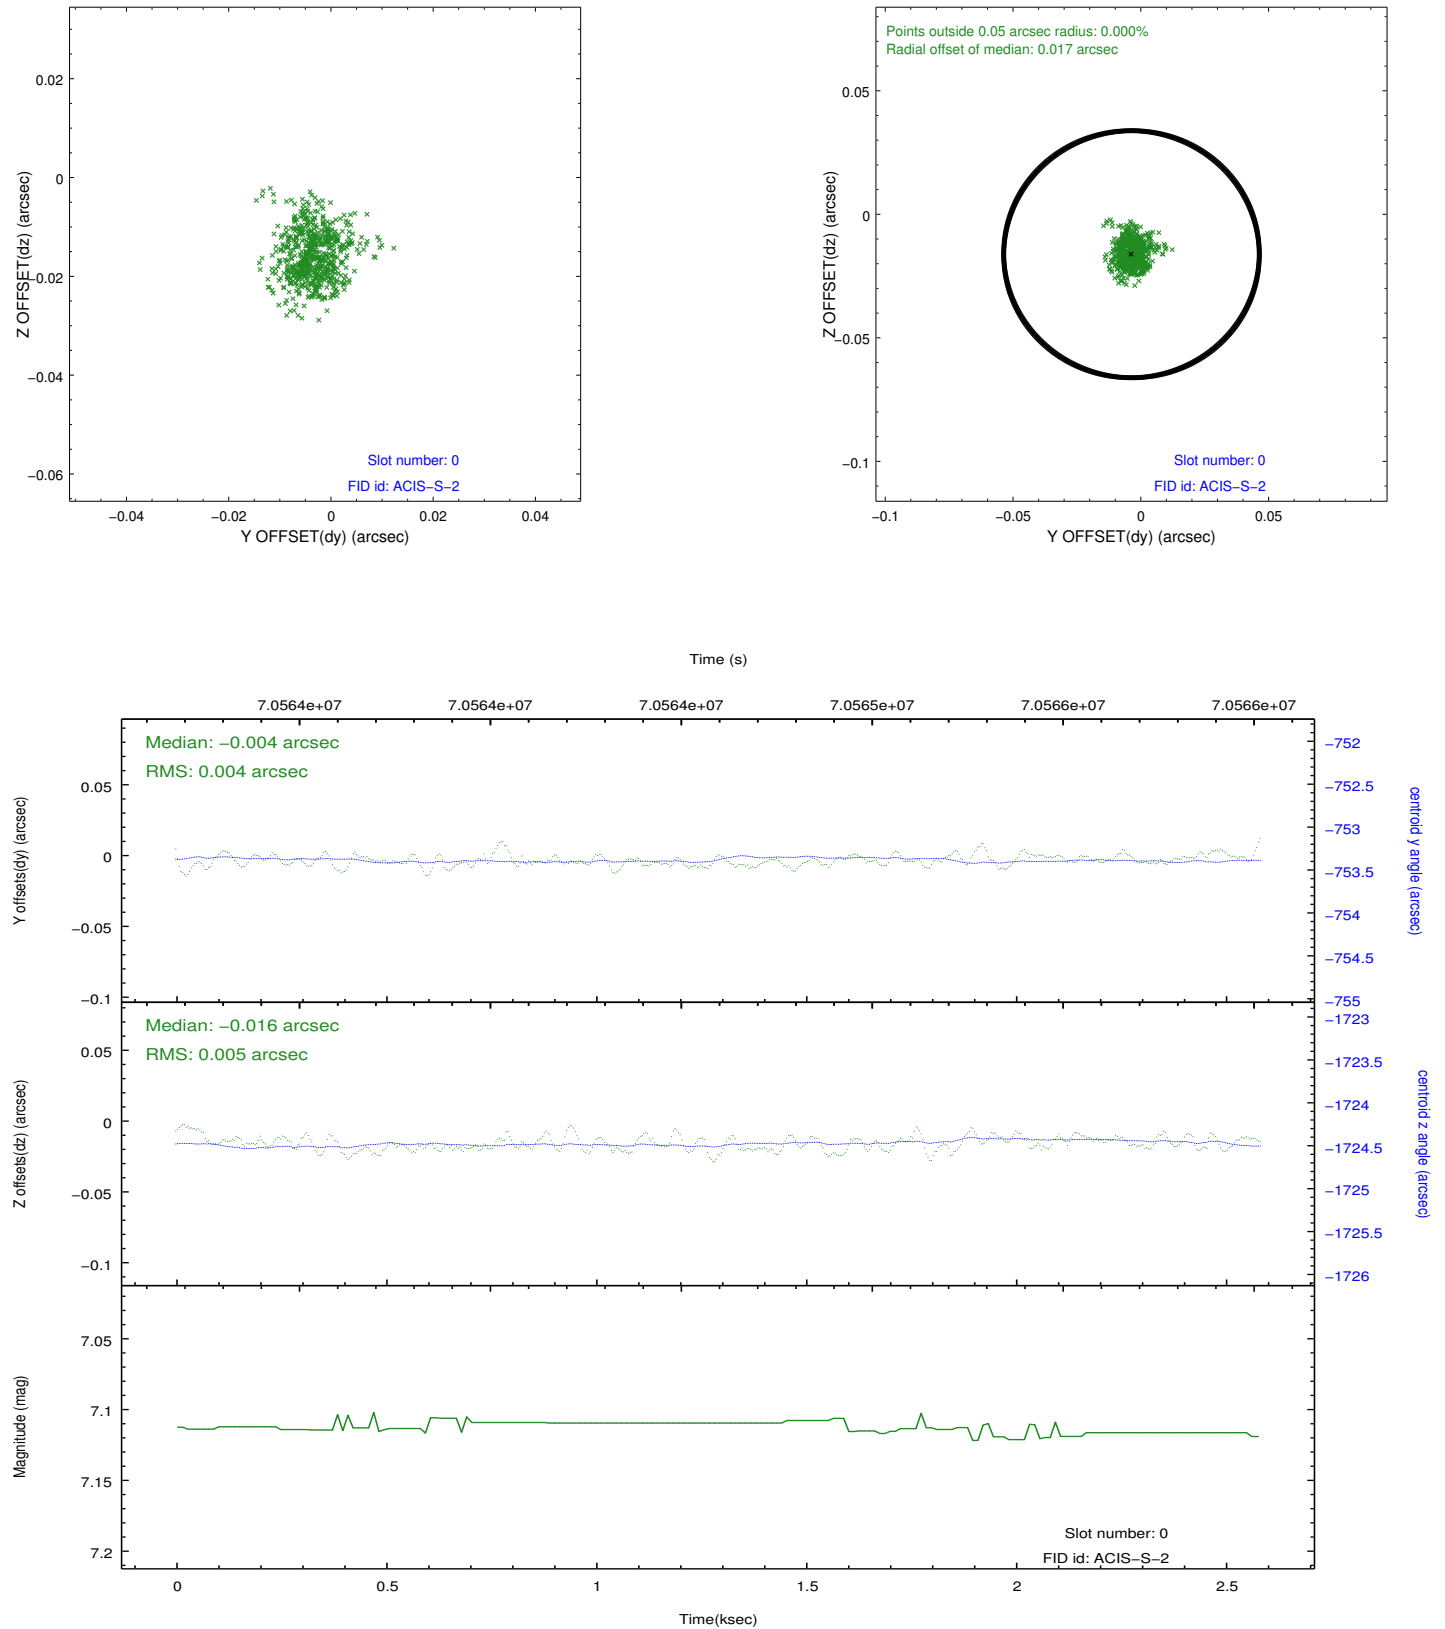 0.02
0
−0.02
−0.04
−0.06
Z OFFSET(dz) (arcsec)
−0.04
−0.02
0
0.02
0.04
Y OFFSET(dy) (arcsec)
Slot number: 0
FID id: ACIS−S−2
Points outside 0.05 arcsec radius: 0.000%
Radial offset of median: 0.017 arcsec
0.05
0
−0.05
−0.1
Z OFFSET(dz) (arcsec)
−0.1
−0.05
0
0.05
Y OFFSET(dy) (arcsec)
Slot number: 0
FID id: ACIS−S−2
Time (s)
7.0564e+07
7.0564e+07
7.0564e+07
7.0565e+07
7.0566e+07
7.0566e+07
Median: −0.004 arcsec
RMS: 0.004 arcsec
0.05
0
−0.05
−0.1
Y offsets(dy) (arcsec)
−752
−752.5
−753
−753.5
−754
−754.5
−755
centroid y angle (arcsec)
Median: −0.016 arcsec
RMS: 0.005 arcsec
0.05
0
−0.05
−0.1
Z offsets(dz) (arcsec)
−1723
−1723.5
−1724
−1724.5
−1725
−1725.5
−1726
centroid z angle (arcsec)
7.05
7.1
7.15
7.2
Magnitude (mag)
Slot number: 0
FID id: ACIS−S−2
0
0.5
1
1.5
2
2.5
Time(ksec)